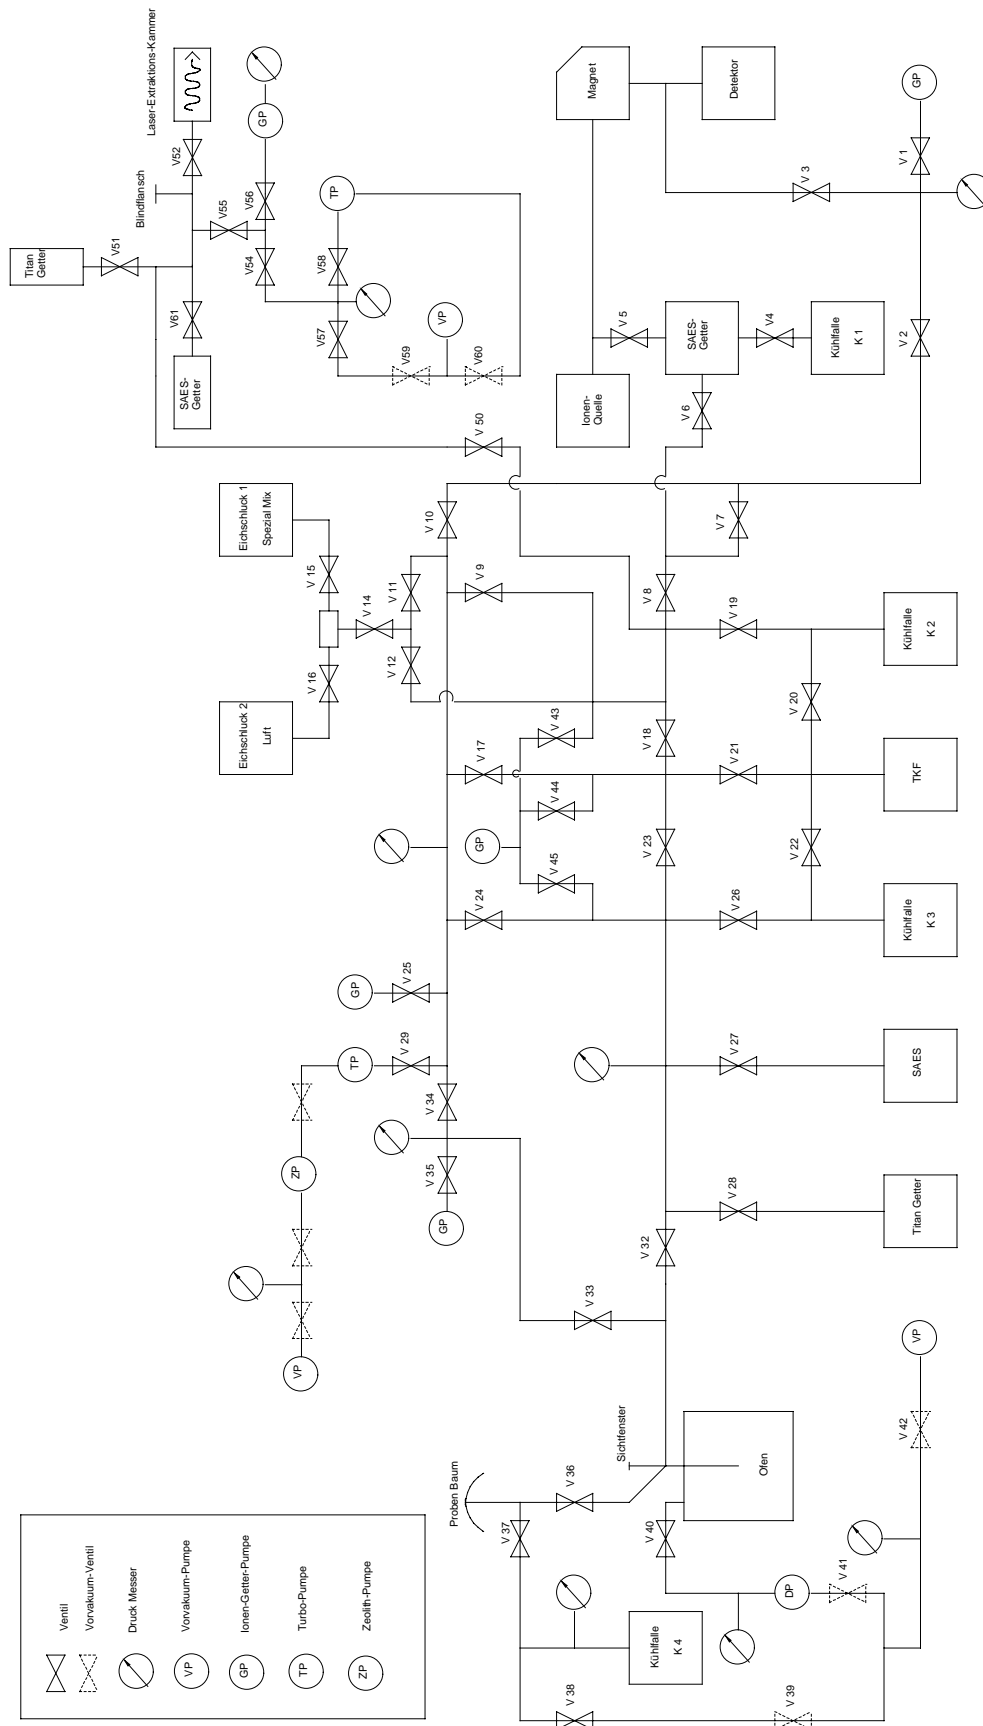 Laser-Extraktions-Kammer
Blindflansch
Titan
Getter
V51
V52
V61
SAES-
Getter
V55
V56
V54
GP
TP
V58
V57
VP
V59
V60
V 50
Magnet
Detektor
GP
V 1
V 3
V 2
Ionen-
Quelle
V 5
SAES-
Getter
V4
Kühlfalle
K 1
V 6
Eichschluck 1
Spezial Mix
V 15
V 14
V 16
Eichschluck 2
Luft
V 10
V 11
V 12
V 9
V 7
V 8
V 19
Kühlfalle
K 2
V 20
V 43
V 18
V 17
V 21
TKF
V 44
GP
V 45
V 23
V 22
V 24
V 26
Kühlfalle
K 3
GP
V 25
TP
V 29
V 34
V 35
GP
ZP
VP
V 27
SAES
V 28
Titan Getter
V 32
V 33
Proben Baum
Sichtfenster
V 36
V 37
V 40
Ofen
Kühlfalle
K 4
DP
V 41
V 42
VP
V 38
V 39
Ventil
Vorvakuum-Ventil
Druck Messer
VP
Vorvakuum-Pumpe
GP
Ionen-Getter-Pumpe
TP
Turbo-Pumpe
ZP
Zeolith-Pumpe